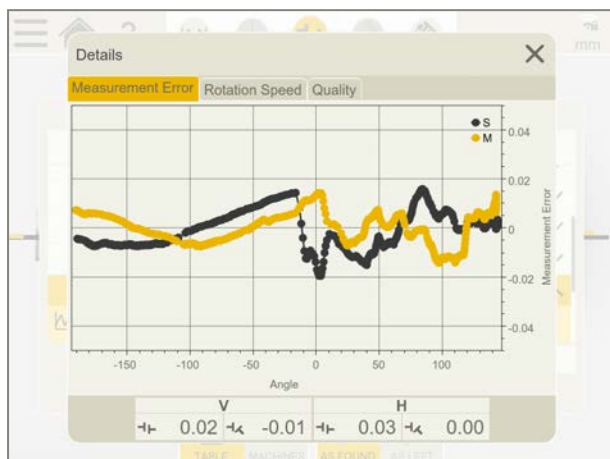 ?
mm
Details
Measurement Error Rotation Speed Quality
S
M
0.04
0.02
0
-0.02
-0.04
Measurement Error
-150 -100 -50 0 50 100
Angle
V H
0.02 -0.01 0.03 0.00
TABLE MACHINES AS FOUND AS LEFT